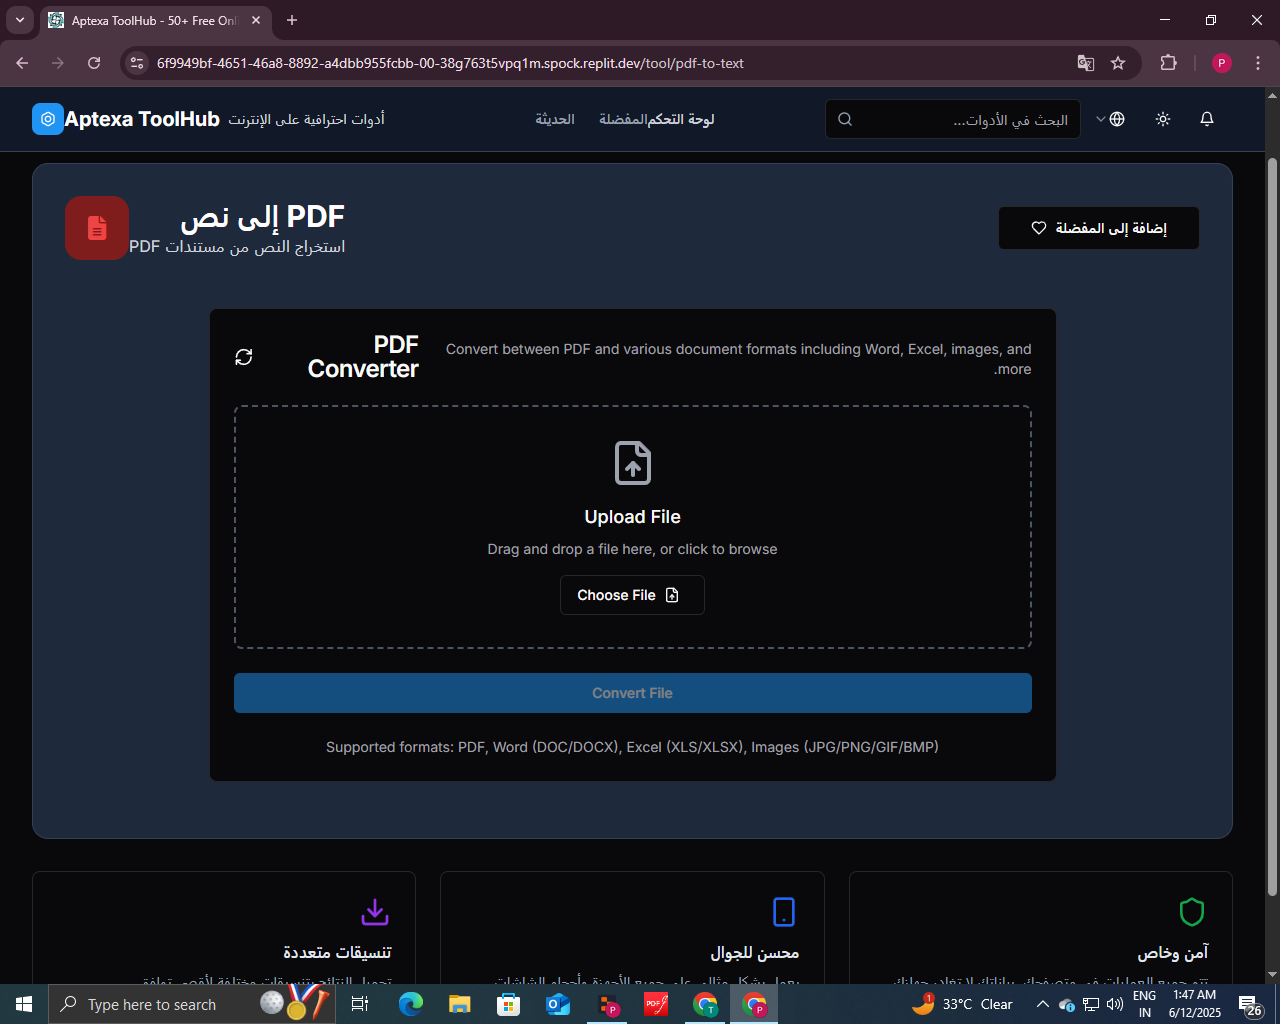 Aptexa ToolHub - 50+ Free Onl
6f9949bf-4651-46a8-8892-a4dbb955fcbb-00-38g763t5vpq1m.spock.replit.dev/tool/pdf-to-text
P
Aptexa ToolHub
أدوات احترافية على الإنترنت
الحديثة
المفضلة
لوحة التحكم
البحث في الأدوات...
PDF إلى نص
استخراج النص من مستندات PDF
إضافة إلى المفضلة
PDF
Converter
Convert between PDF and various document formats including Word, Excel, images, and
.more
Upload File
Drag and drop a file here, or click to browse
Choose File
Convert File
Supported formats: PDF, Word (DOC/DOCX), Excel (XLS/XLSX), Images (JPG/PNG/GIF/BMP)
آمن وخاص
محسن للجوال
تنسيقات متعددة
Type here to search
PDF
P
T
P
1
33°C Clear
ENG
IN
1:47 AM
6/12/2025
26